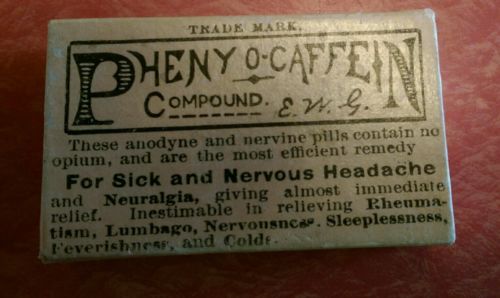 TRADE MARK.
PHENYO-CAFFEIN
COMPOUND. E. W. G.
These anodyne and nervine pills contain no
opium, and are the most efficient remedy
For Sick and Nervous Headache
and Neuralgia, giving almost immediate
relief. Inestimable in relieving Rheuma-
tism, Lumbago, Nervousness. Sleeplessness,
Feverishness, and Colds.